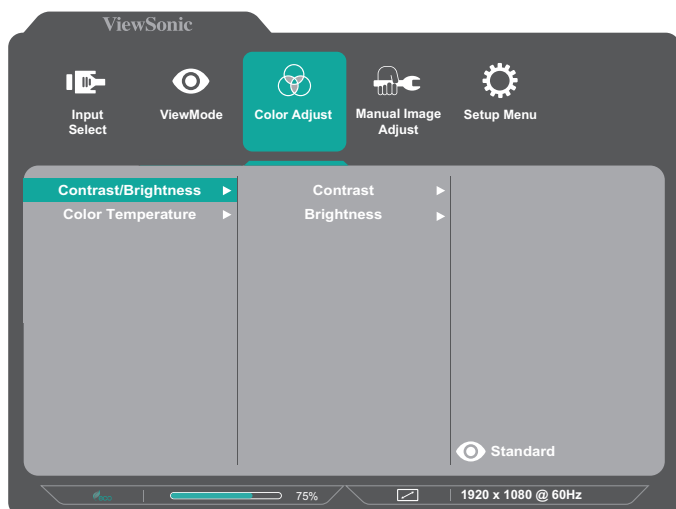 ViewSonic
Input
Select
ViewMode
Color Adjust
Manual Image
Adjust
Setup Menu
Contrast/Brightness
Contrast
Color Temperature
Brightness
Standard
eco
75%
1920 x 1080 @ 60Hz